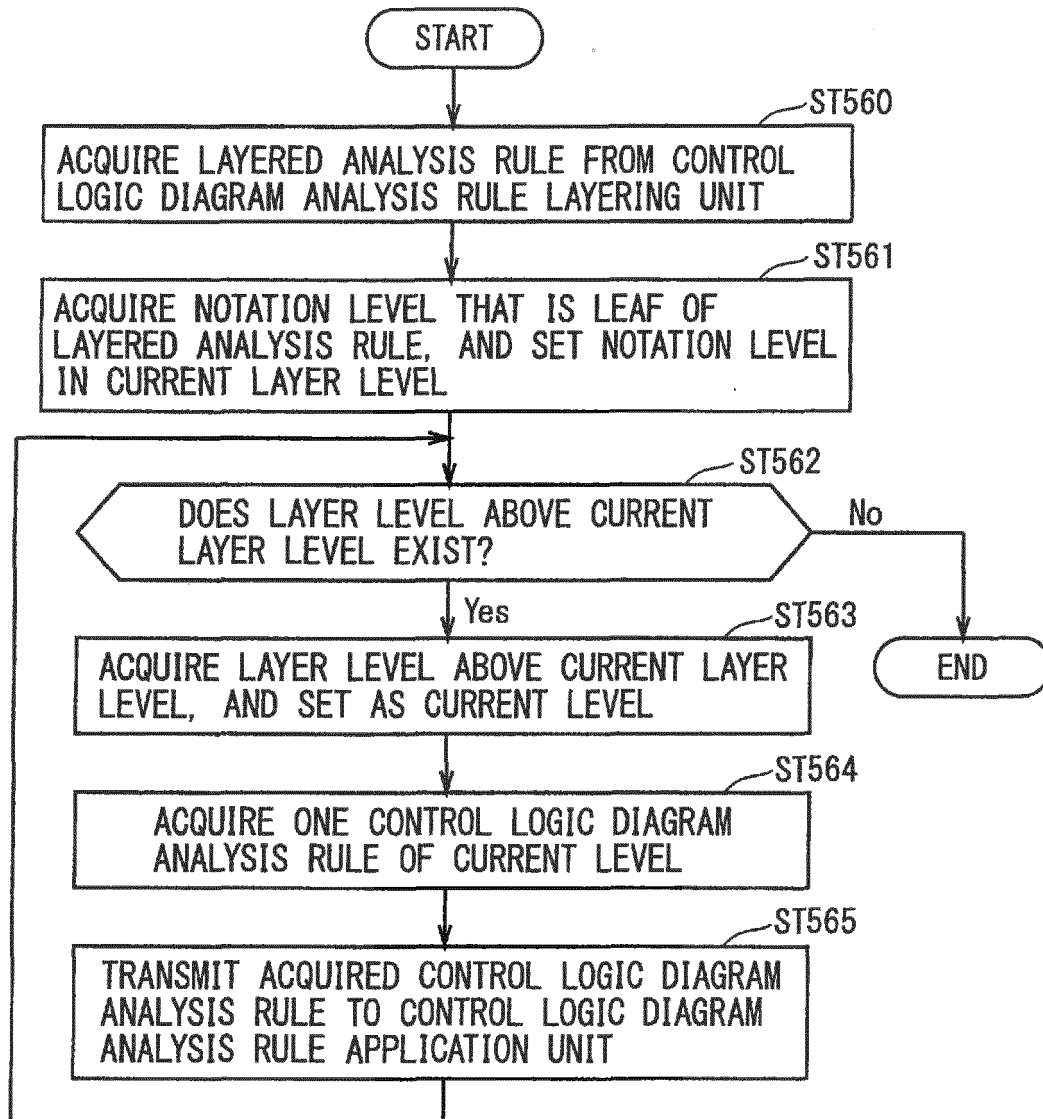 START
ST560
ACQUIRE LAYERED ANALYSIS RULE FROM CONTROL
LOGIC DIAGRAM ANALYSIS RULE LAYERING UNIT
ST561
ACQUIRE NOTATION LEVEL THAT IS LEAF OF
LAYERED ANALYSIS RULE, AND SET NOTATION LEVEL
IN CURRENT LAYER LEVEL
ST562
DOES LAYER LEVEL ABOVE CURRENT
LAYER LEVEL EXIST?
No
Yes
ST563
ACQUIRE LAYER LEVEL ABOVE CURRENT LAYER
LEVEL, AND SET AS CURRENT LEVEL
END
ST564
ACQUIRE ONE CONTROL LOGIC DIAGRAM
ANALYSIS RULE OF CURRENT LEVEL
ST565
TRANSMIT ACQUIRED CONTROL LOGIC DIAGRAM
ANALYSIS RULE TO CONTROL LOGIC DIAGRAM
ANALYSIS RULE APPLICATION UNIT